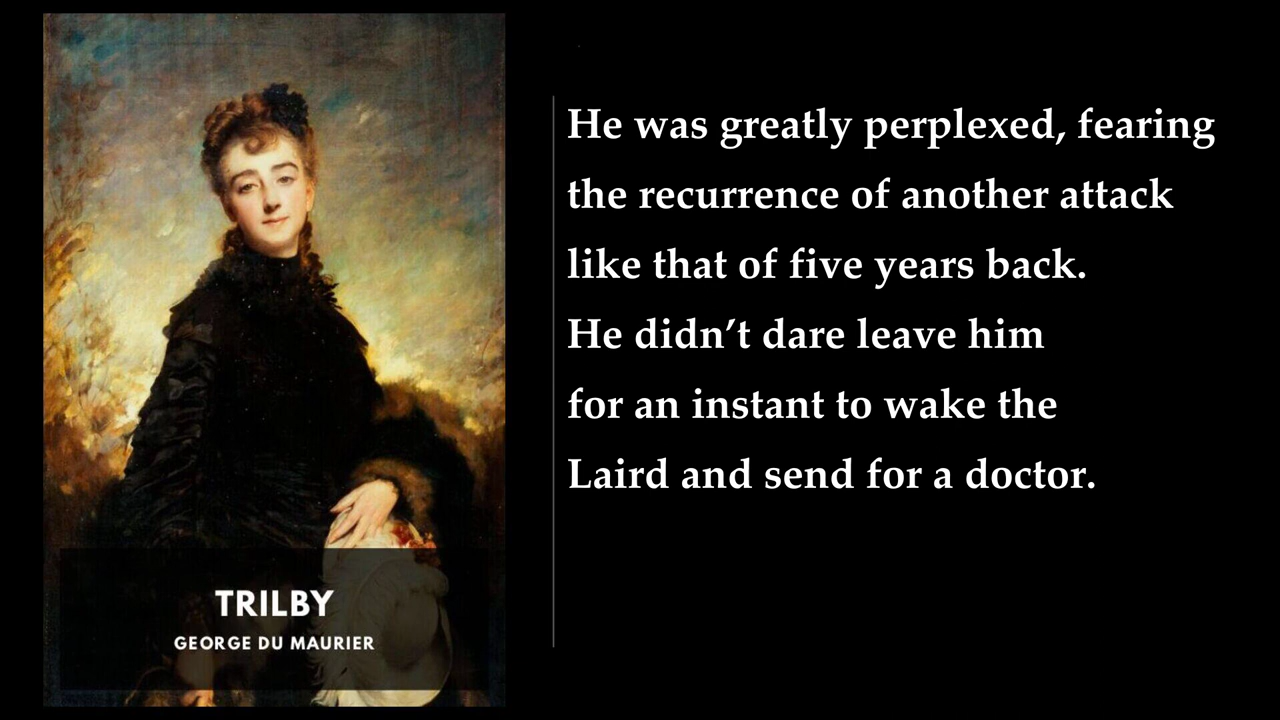 TRILBY
GEORGE DU MAURIER
He was greatly perplexed, fearing
the recurrence of another attack
like that of five years back.
He didn’t dare leave him
for an instant to wake the
Laird and send for a doctor.